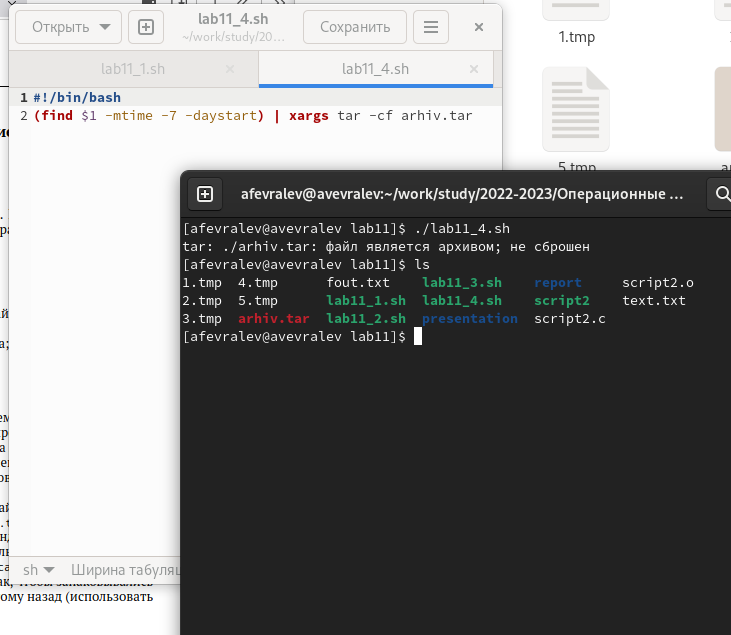 Открыть
lab11_4.sh
~/work/study/20…
Сохранить
lab11_1.sh
lab11_4.sh
1 #!/bin/bash
2 (find $1 -mtime -7 -daystart) | xargs tar -cf arhiv.tar
sh
Ширина табуляц
ому назад (использовать
1.tmp
5.tmp
afevralev@avevralev:~/work/study/2022-2023/Операционные …
[afevralev@avevralev lab11]$ ./lab11_4.sh
tar: ./arhiv.tar: файл является архивом; не сброшен
[afevralev@avevralev lab11]$ ls
1.tmp 4.tmp fout.txt lab11_3.sh report script2.o
2.tmp 5.tmp lab11_1.sh lab11_4.sh script2 text.txt
3.tmp arhiv.tar lab11_2.sh presentation script2.c
[afevralev@avevralev lab11]$